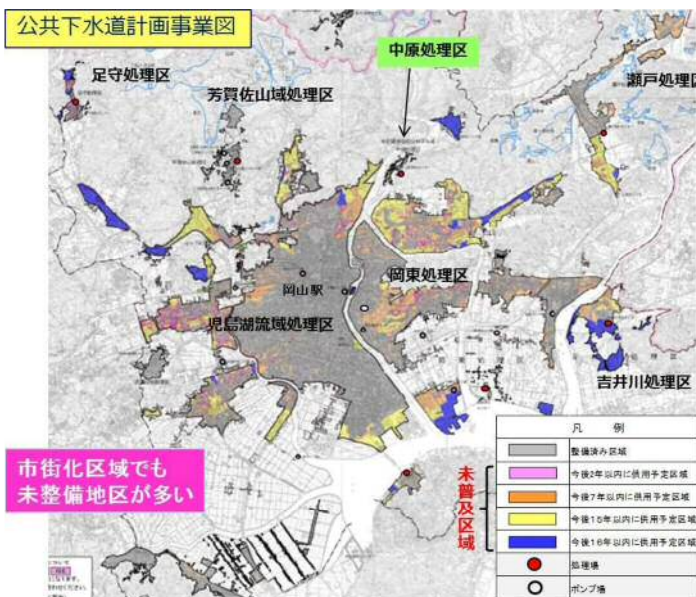 公共下水道計画事業図
中原処理区
足守処理区
芳賀佐山域処理区
瀬戸処理区
岡東処理区
岡山駅
児島湖流域処理区
吉井川処理区
市街化区域でも
未整備地区が多い
未普及区域
凡 例
整備済み区域
今後2年以内に供用予定区域
今後7年以内に供用予定区域
今後15年以内に供用予定区域
今後16年以内に供用予定区域
処理場
ポンプ場